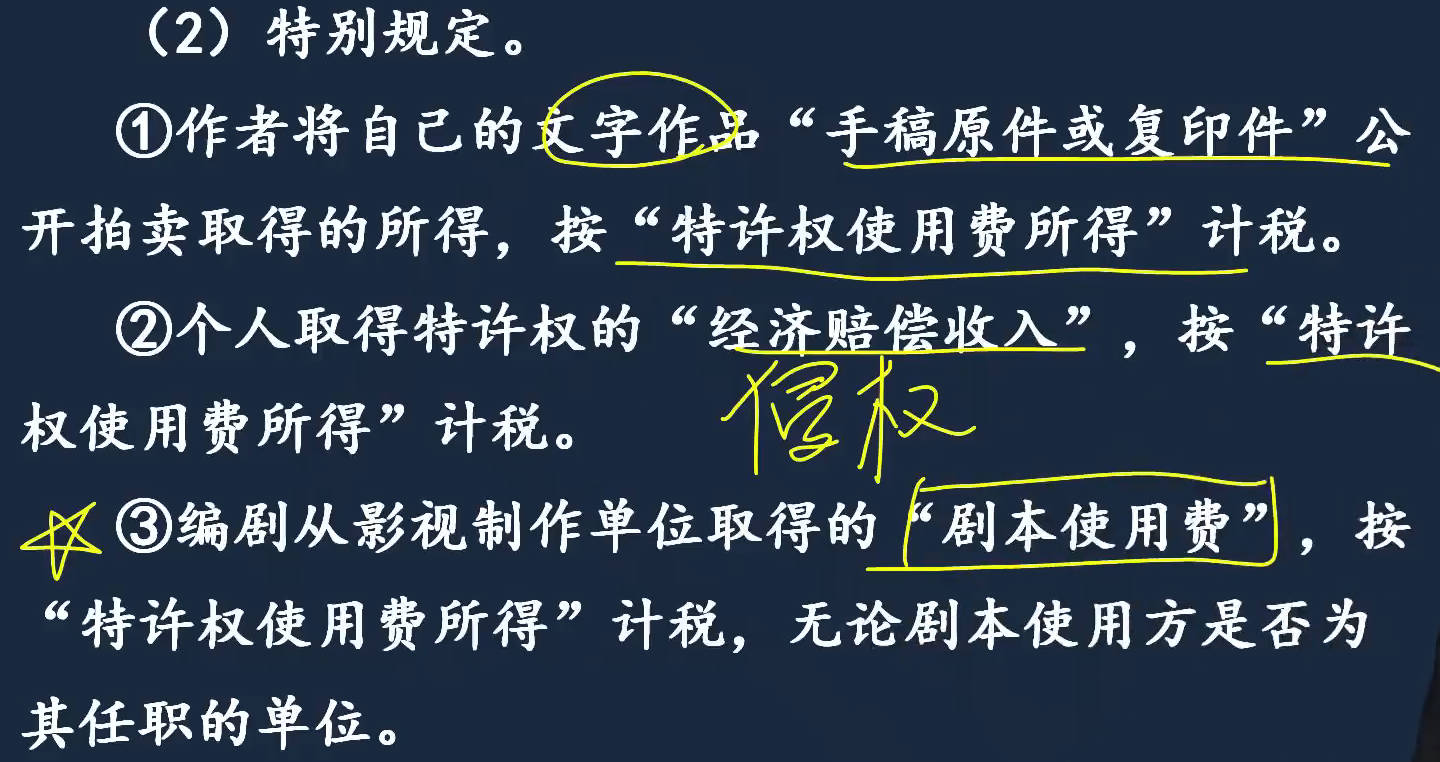 （2）特别规定。
①作者将自己的文字作品“手稿原件或复印件”公
开拍卖取得的所得，按“特许权使用费所得”计税。
②个人取得特许权的“经济赔偿收入”，按“特许
侵权
权使用费所得”计税。
③编剧从影视制作单位取得的“剧本使用费”，按
“特许权使用费所得”计税，无论剧本使用方是否为
其任职的单位。